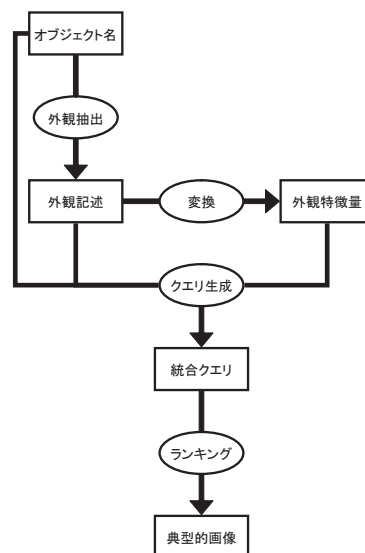 オブジェクト名
外観抽出
外観記述
変換
外観特徴量
クエリ生成
統合クエリ
ランキング
典型的画像